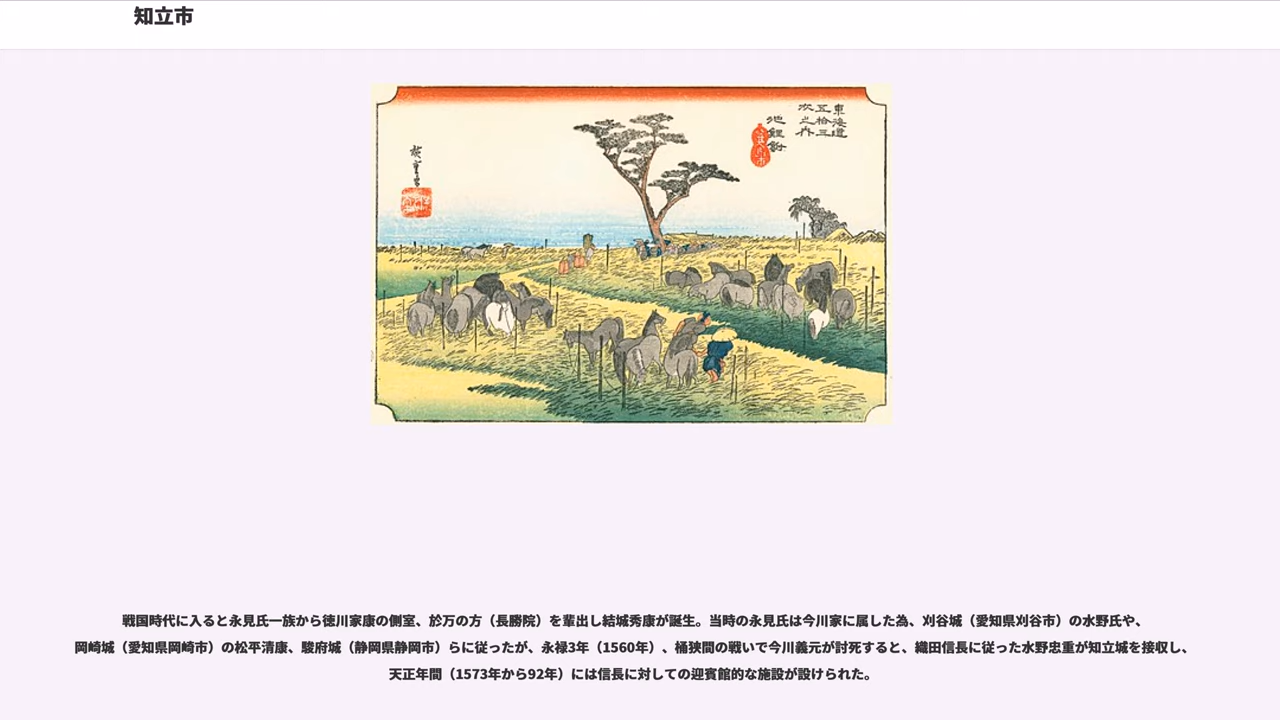 知立市
東海道
五拾三
次之内
池鯉鮒
戦国時代に入ると永見氏一族から徳川家康の側室、於万の方（長勝院）を輩出し結城秀康が誕生。当時の永見氏は今川家に属した為、刈谷城（愛知県刈谷市）の水野氏や、
岡崎城（愛知県岡崎市）の松平清康、駿府城（静岡県静岡市）らに従ったが、永禄3年（1560年）、桶狭間の戦いで今川義元が討死すると、織田信長に従った水野忠重が知立城を接収し、
天正年間（1573年から92年）には信長に対しての迎賓館的な施設が設けられた。